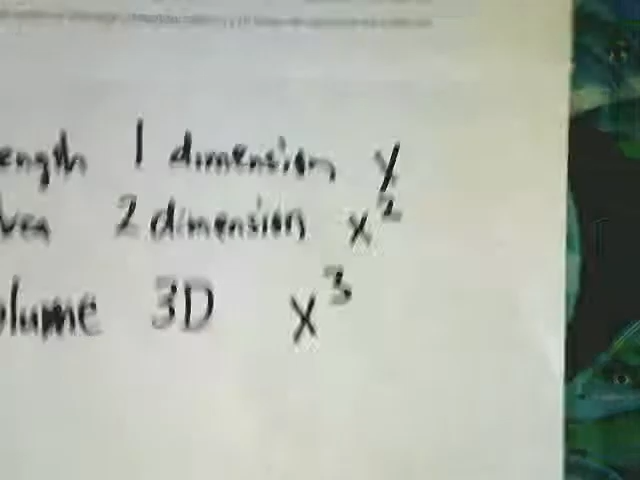 ength 1 dimension y
rea 2 dimension x²
olume 3D x³